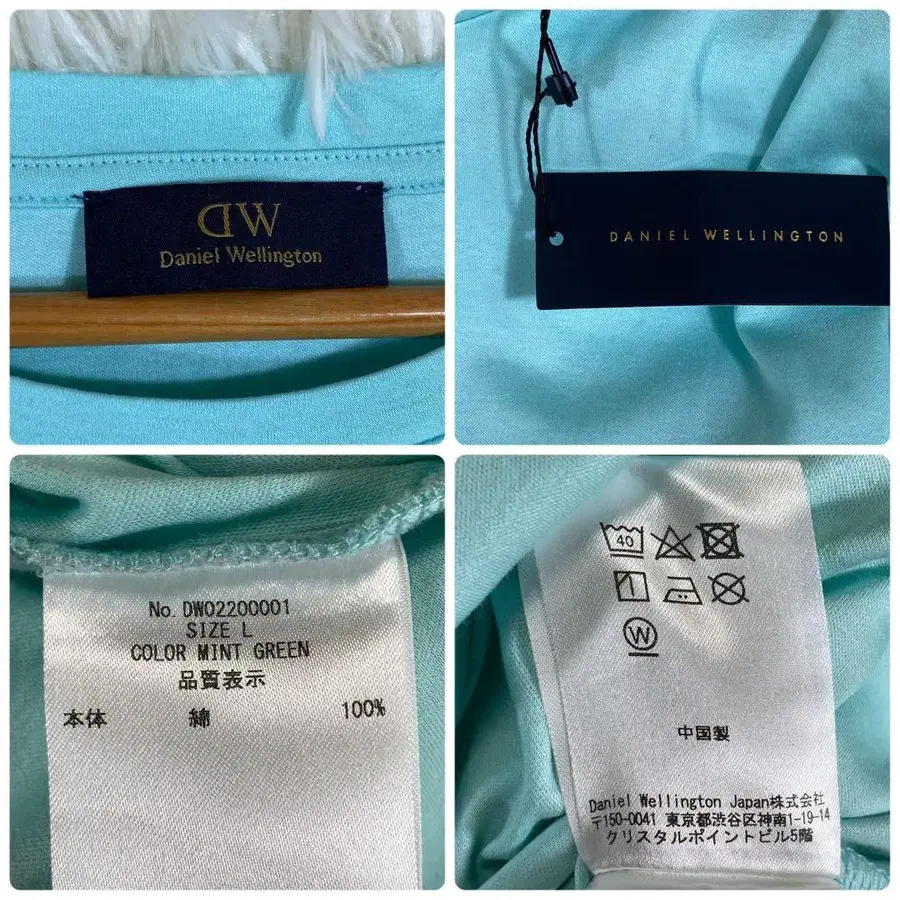 DW
Daniel Wellington
DANIEL WELLINGTON
No. DW02200001
SIZE L
COLOR MINT GREEN
品質表示
本体 綿 100%
40
W
中国製
Daniel Wellington Japan株式会社
〒150-0041 東京都渋谷区神南1-19-14
クリスタルポイントビル5階